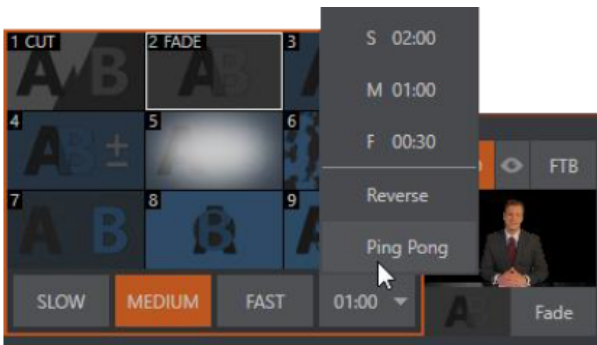 1 CUT
2 FADE
3
S 02:00
A B
A B
M 01:00
4
5
6
F 00:30
AB ±
FTB
7
8
9
Reverse
A B
B
A
Ping Pong
SLOW
MEDIUM
FAST
01:00
A
Fade